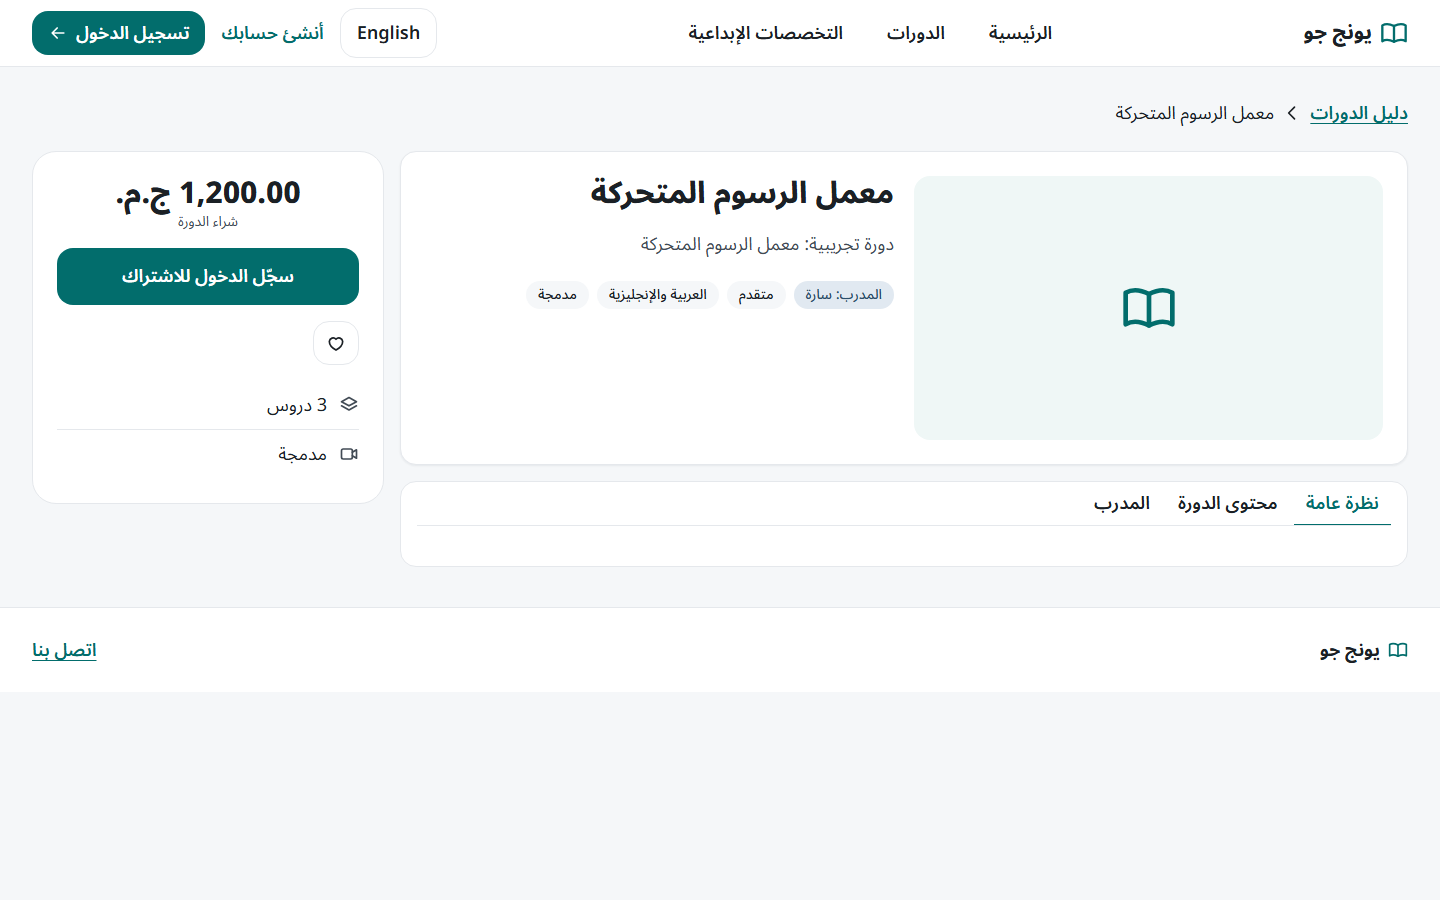 يونج جو
الرئيسية
الدورات
التخصصات الإبداعية
English
أنشئ حسابك
تسجيل الدخول
دليل الدورات
معمل الرسوم المتحركة
معمل الرسوم المتحركة
دورة تجريبية: معمل الرسوم المتحركة
المدرب: سارة
متقدم
العربية والإنجليزية
مدمجة
1,200.00 ج.م.
شراء الدورة
سجّل الدخول للاشتراك
3 دروس
مدمجة
نظرة عامة
محتوى الدورة
المدرب
يونج جو
اتصل بنا